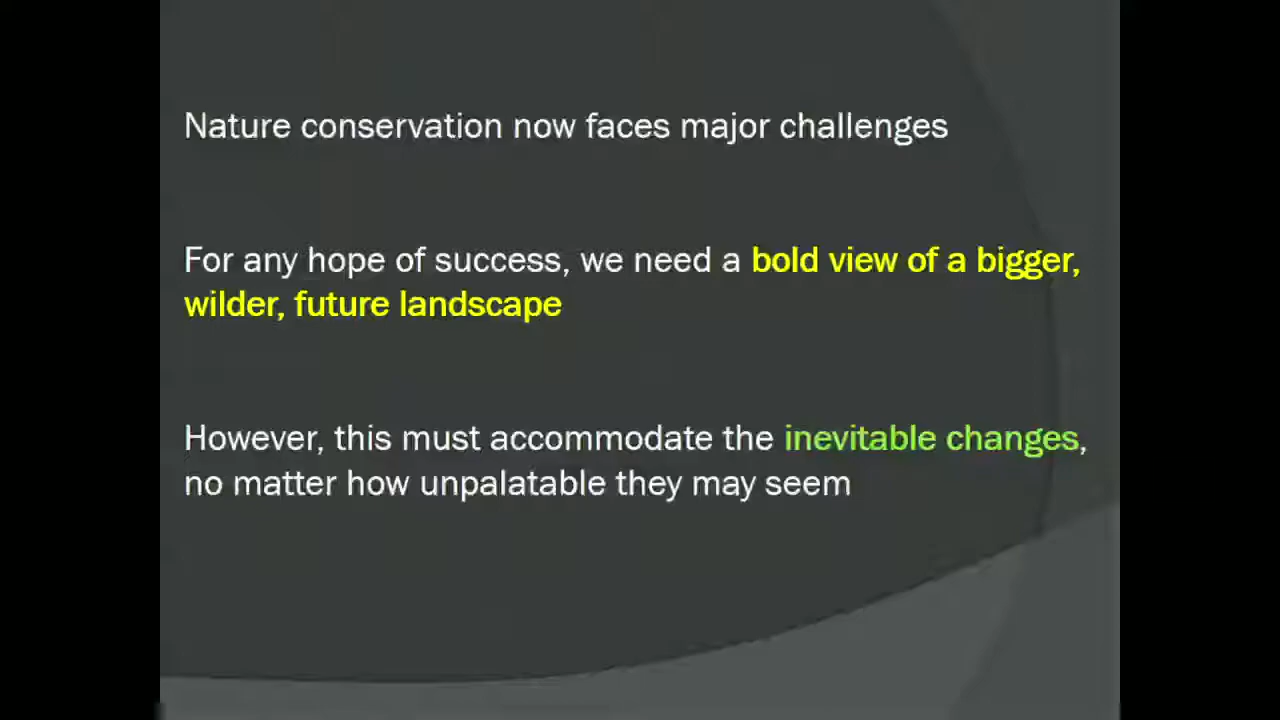 Nature conservation now faces major challenges
For any hope of success, we need a bold view of a bigger,
wilder, future landscape
However, this must accommodate the inevitable changes,
no matter how unpalatable they may seem